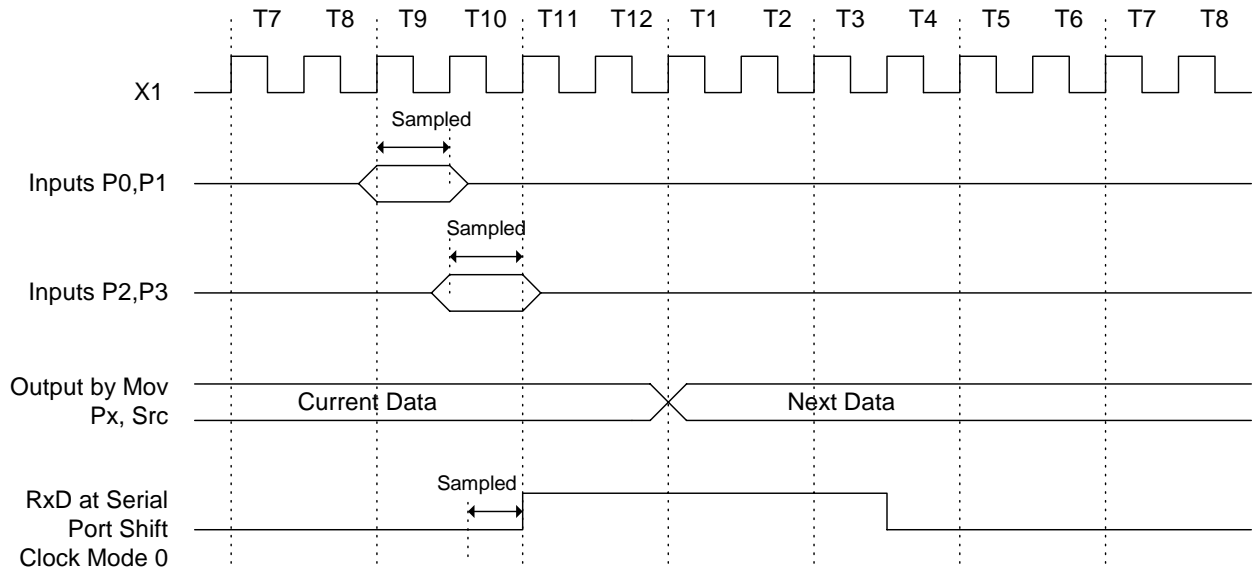 T7 T8 T9 T10 T11 T12 T1 T2 T3 T4 T5 T6 T7 T8
X1
Sampled
Inputs P0,P1
Sampled
Inputs P2,P3
Output by Mov
Px, Src
Current Data
Next Data
Sampled
RxD at Serial
Port Shift
Clock Mode 0